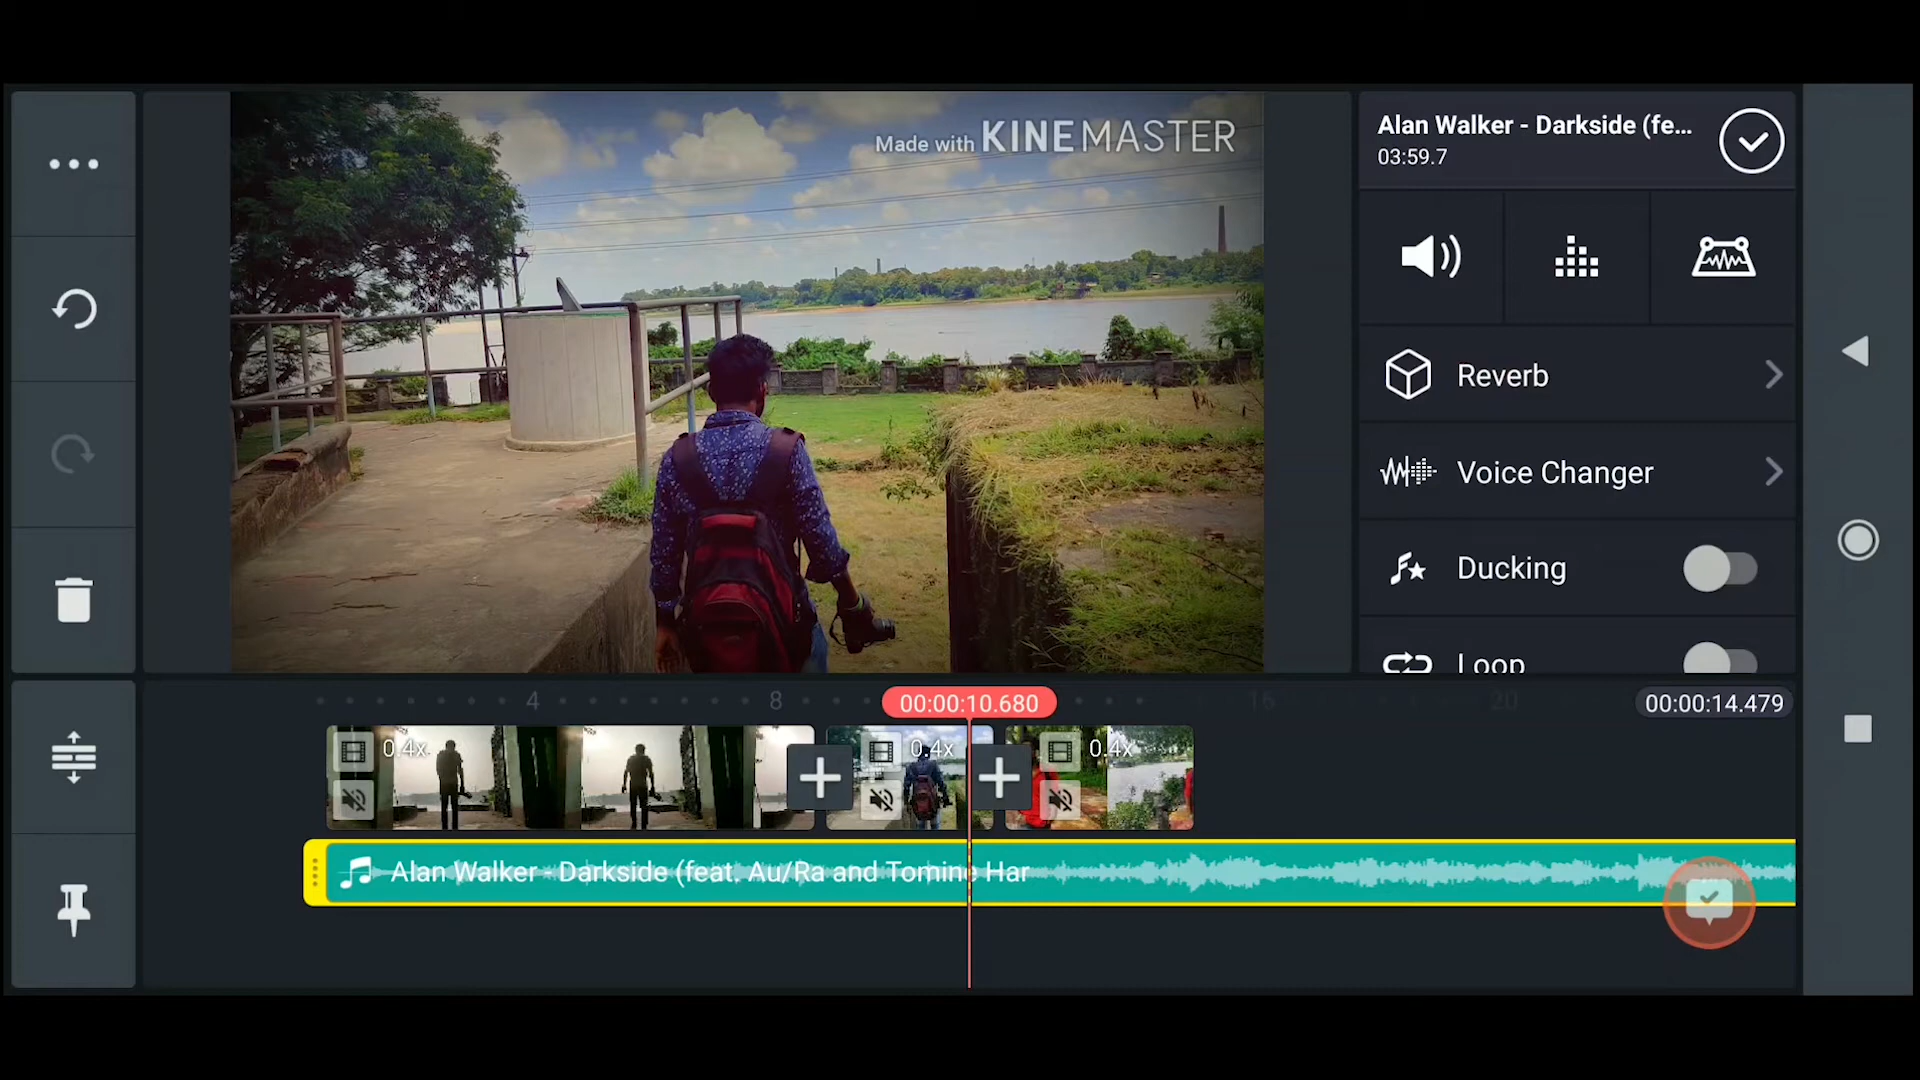 Made with KINEMASTER
Alan Walker - Darkside (fe...
03:59.7
Reverb
Voice Changer
Ducking
Loop
4
8
00:00:10.680
16
20
00:00:14.479
0.4x
0.4x
0.4x
Alan Walker - Darkside (feat. Au/Ra and Tomine Har